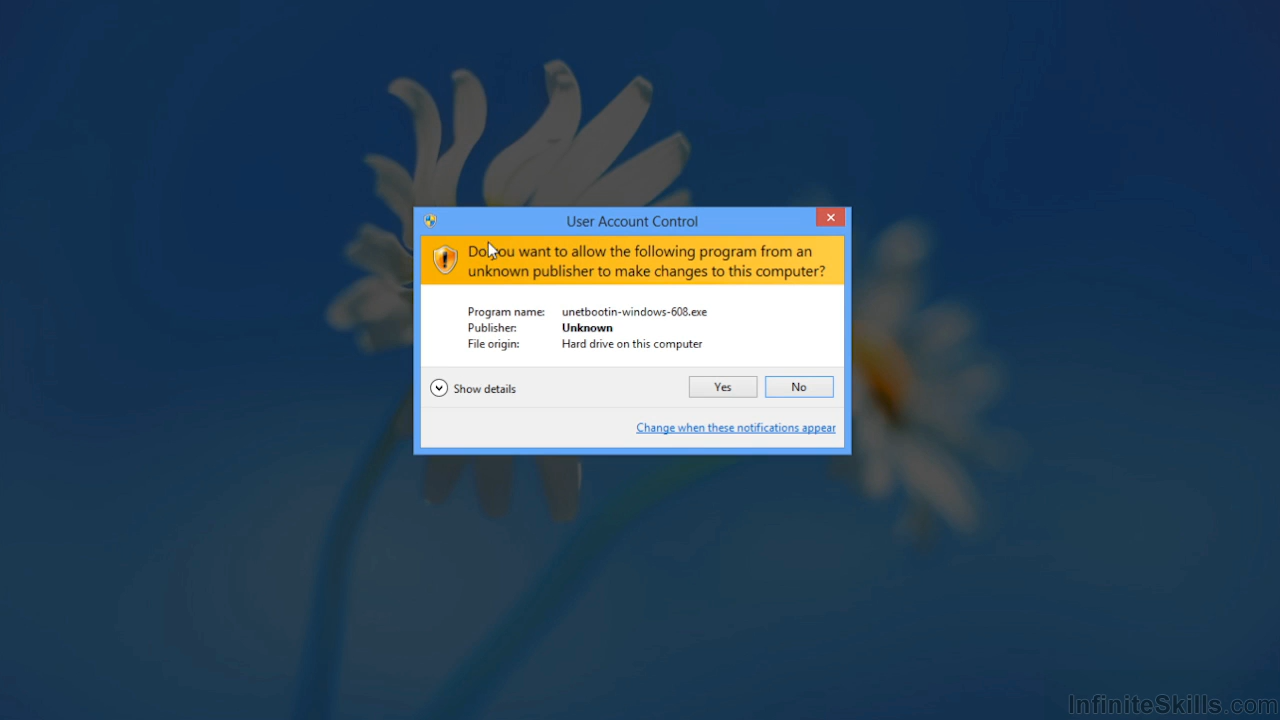 User Account Control
Do you want to allow the following program from an
unknown publisher to make changes to this computer?
Program name: unetbootin-windows-608.exe
Publisher: Unknown
File origin: Hard drive on this computer
Show details
Yes
No
Change when these notifications appear
InfiniteSkills.com